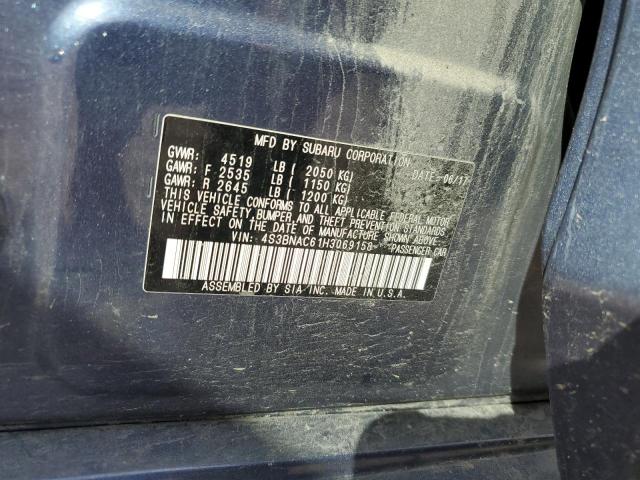 MFD BY SUBARU CORPORATION DATE 06/17
GVWR: 4519 LB ( 2050 KG)
GAWR: F 2535 LB ( 1150 KG)
GAWR: R 2645 LB ( 1200 KG)
THIS VEHICLE CONFORMS TO ALL APPLICABLE FEDERAL MOTOR
VEHICLE SAFETY, BUMPER, AND THEFT PREVENTION STANDARDS
IN EFFECT ON THE DATE OF MANUFACTURE SHOWN ABOVE.
VIN: 4S3BNAC61H3069158 PASSENGER CAR
ASSEMBLED BY SIA INC. MADE IN U.S.A.